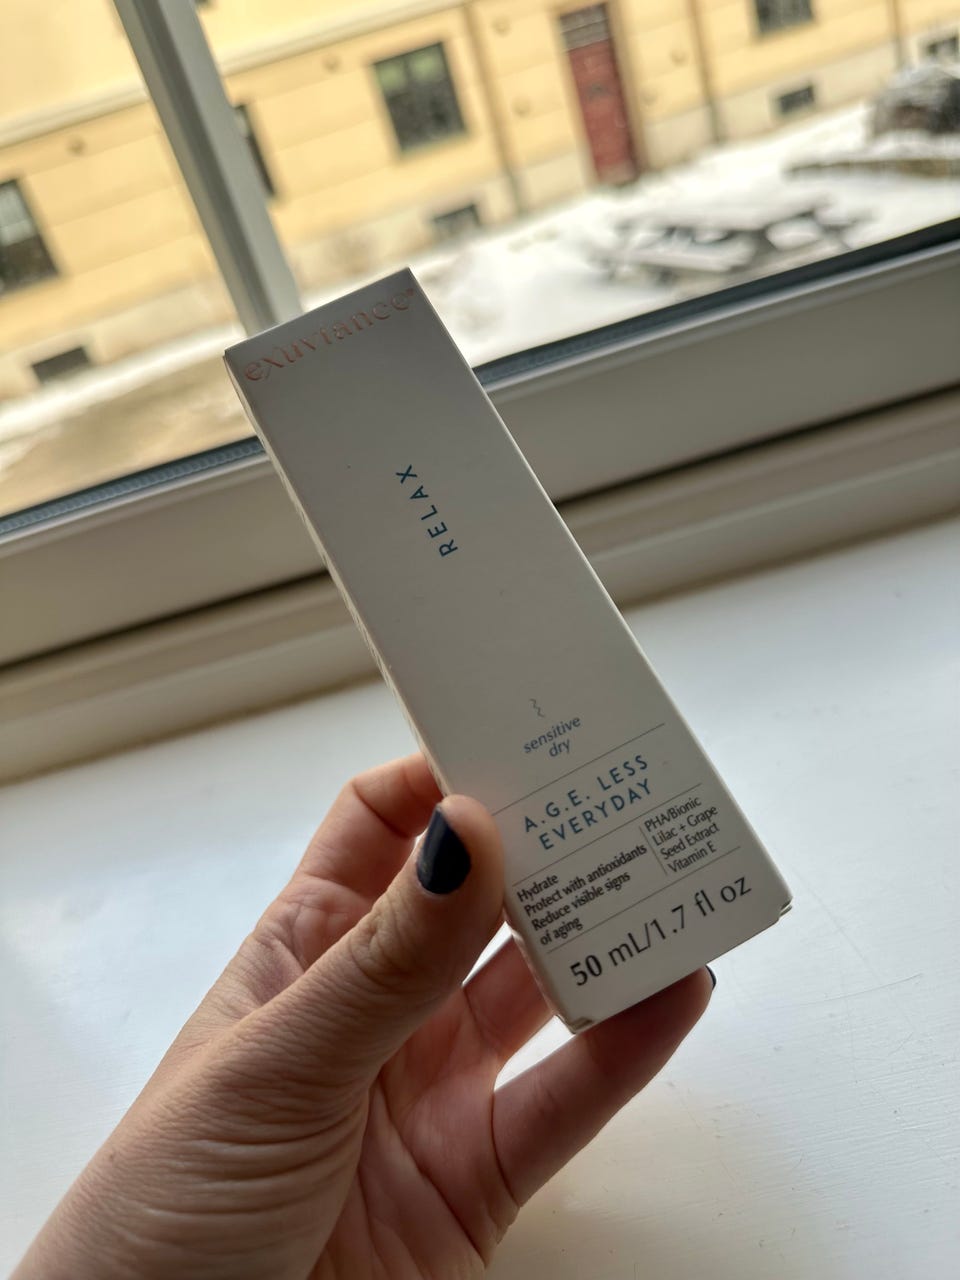 exuviance®
RELAX
sensitive
dry
A.G.E. LESS
EVERYDAY
Hydrate
Protect with antioxidants
Reduce visible signs
of aging
PHA/Bionic
Lilac + Grape
Seed Extract
Vitamin E
50 mL/1.7 fl oz